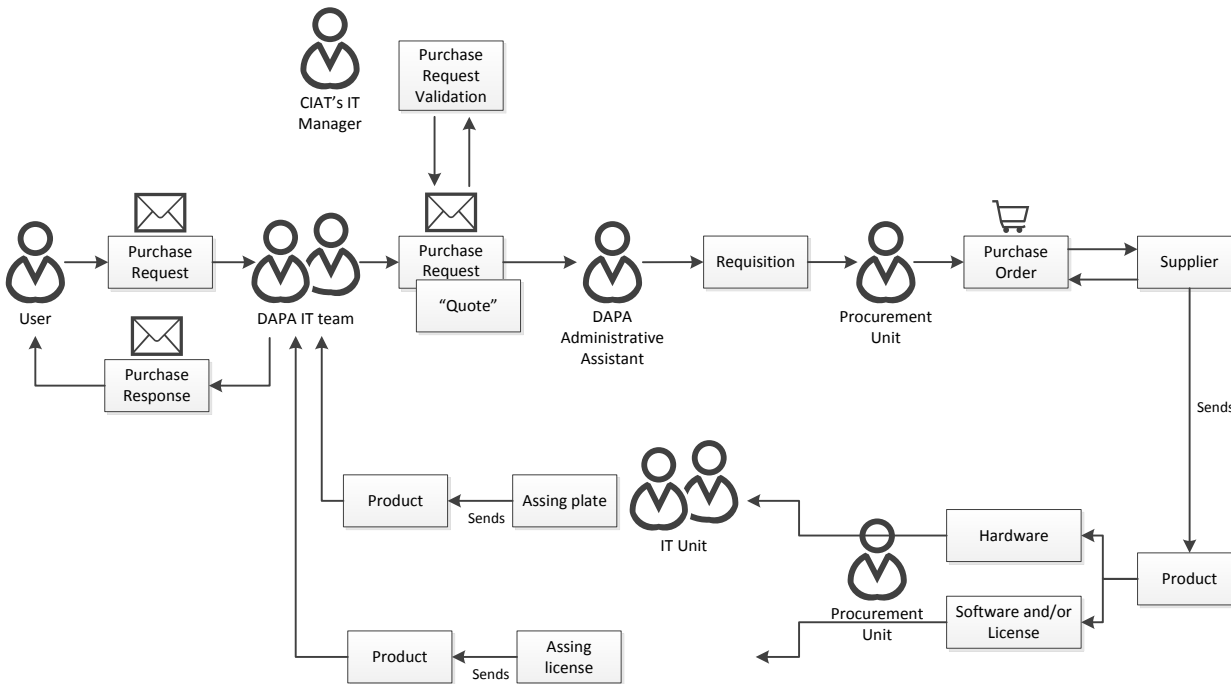 CIAT's IT
Manager
Purchase
Request
Validation
User
Purchase
Request
DAPA IT team
Purchase
Request
“Quote”
DAPA
Administrative
Assistant
Requisition
Procurement
Unit
Purchase
Order
Supplier
Purchase
Response
Sends
Product
Sends
Assing plate
IT Unit
Hardware
Product
Procurement
Unit
Software and/or
License
Product
Sends
Assing
license